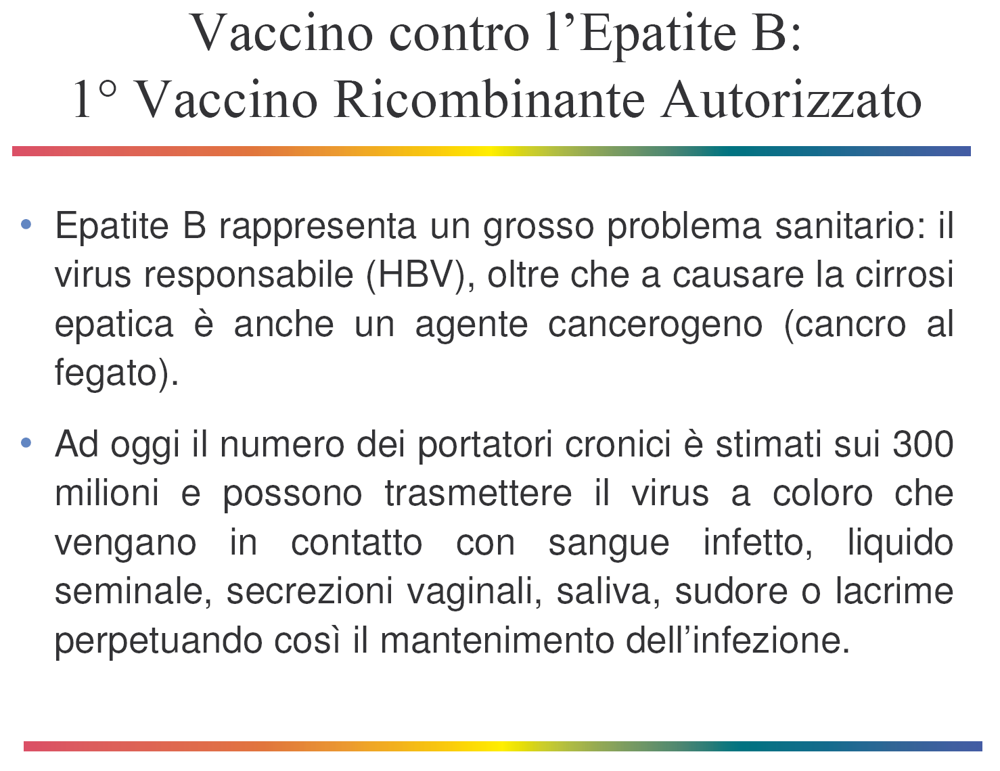 Vaccino contro l’Epatite B:
1° Vaccino Ricombinante Autorizzato
• Epatite B rappresenta un grosso problema sanitario: il
virus responsabile (HBV), oltre che a causare la cirrosi
epatica è anche un agente cancerogeno (cancro al
fegato).
• Ad oggi il numero dei portatori cronici è stimati sui 300
milioni e possono trasmettere il virus a coloro che
vengano in contatto con sangue infetto, liquido
seminale, secrezioni vaginali, saliva, sudore o lacrime
perpetuando così il mantenimento dell’infezione.